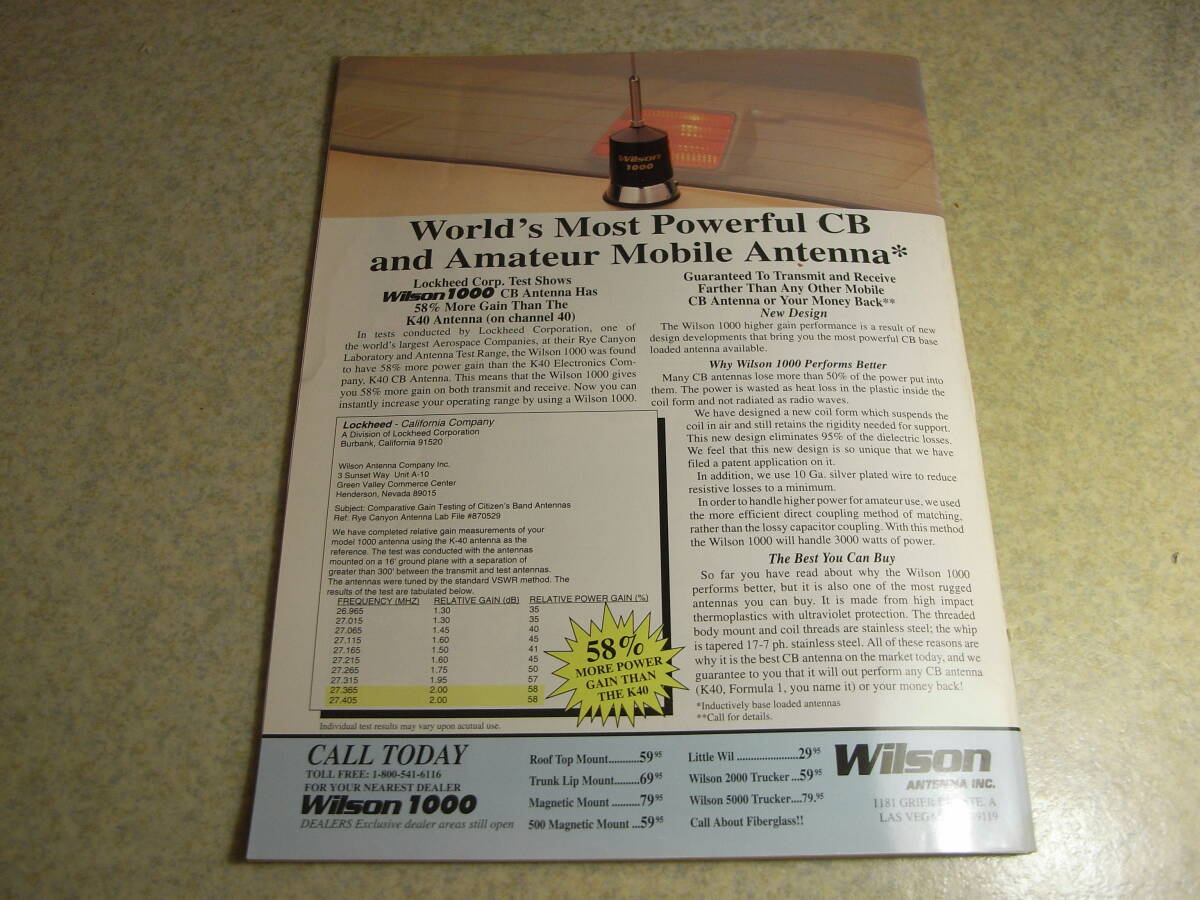 Wilson
1000
World's Most Powerful CB
and Amateur Mobile Antenna*
Lockheed Corp. Test Shows
Wilson 1000 CB Antenna Has
58% More Gain Than The
K40 Antenna (on channel 40)
In tests conducted by Lockheed Corporation, one of
the world's largest Aerospace Companies, at their Rye Canyon
Laboratory and Antenna Test Range, the Wilson 1000 was found
to have 58% more power gain than the K40 Electronics Com-
pany, K40 CB Antenna. This means that the Wilson 1000 gives
you 58% more gain on both transmit and receive. Now you can
instantly increase your operating range by using a Wilson 1000.
Lockheed - California Company
A Division of Lockheed Corporation
Burbank, California 91520
Wilson Antenna Company Inc.
3 Sunset Way Unit A-10
Green Valley Commerce Center
Henderson, Nevada 89015
Subject: Comparative Gain Testing of Citizen's Band Antennas
Ref: Rye Canyon Antenna Lab File #870529
We have completed relative gain measurements of your
model 1000 antenna using the K-40 antenna as the
reference. The test was conducted with the antennas
mounted on a 16' ground plane with a separation of
greater than 300' between the transmit and test antennas.
The antennas were tuned by the standard VSWR method. The
results of the test are tabulated below.
FREQUENCY (MHZ) RELATIVE GAIN (dB) RELATIVE POWER GAIN (%)
26.965 1.30 35
27.015 1.30 35
27.065 1.45 40
27.115 1.60 45
27.165 1.50 41
27.215 1.60 45
27.265 1.75 50
27.315 1.95 57
27.365 2.00 58
27.405 2.00 58
58%
MORE POWER
GAIN THAN
THE K40
Individual test results may vary upon acutual use.
Guaranteed To Transmit and Receive
Farther Than Any Other Mobile
CB Antenna or Your Money Back**
New Design
The Wilson 1000 higher gain performance is a result of new
design developments that bring you the most powerful CB base
loaded antenna available.
Why Wilson 1000 Performs Better
Many CB antennas lose more than 50% of the power put into
them. The power is wasted as heat loss in the plastic inside the
coil form and not radiated as radio waves.
We have designed a new coil form which suspends the
coil in air and still retains the rigidity needed for support.
This new design eliminates 95% of the dielectric losses.
We feel that this new design is so unique that we have
filed a patent application on it.
In addition, we use 10 Ga. silver plated wire to reduce
resistive losses to a minimum.
In order to handle higher power for amateur use, we used
the more efficient direct coupling method of matching,
rather than the lossy capacitor coupling. With this method
the Wilson 1000 will handle 3000 watts of power.
The Best You Can Buy
So far you have read about why the Wilson 1000
performs better, but it is also one of the most rugged
antennas you can buy. It is made from high impact
thermoplastics with ultraviolet protection. The threaded
body mount and coil threads are stainless steel; the whip
is tapered 17-7 ph. stainless steel. All of these reasons are
why it is the best CB antenna on the market today, and we
guarantee to you that it will out perform any CB antenna
(K40, Formula 1, you name it) or your money back!
*Inductively base loaded antennas
**Call for details.
CALL TODAY
TOLL FREE: 1-800-541-6116
FOR YOUR NEAREST DEALER
Wilson 1000
DEALERS Exclusive dealer areas still open
Roof Top Mount...........59 95
Trunk Lip Mount.........69 95
Magnetic Mount ..........79 95
500 Magnetic Mount ...59 95
Little Wil ......................29 95
Wilson 2000 Trucker ...59 95
Wilson 5000 Trucker....79.95
Call About Fiberglass!!
Wilson
ANTENNA INC.
1181 GRIER STE. A
LAS